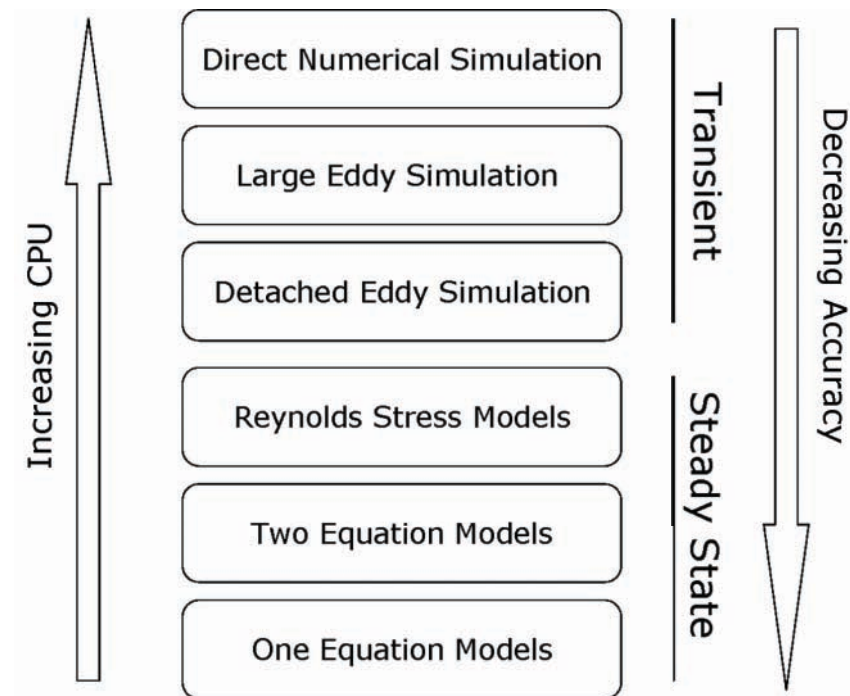 Direct Numerical Simulation
Large Eddy Simulation
Detached Eddy Simulation
Reynolds Stress Models
Two Equation Models
One Equation Models
Increasing CPU
Transient
Steady State
Decreasing Accuracy